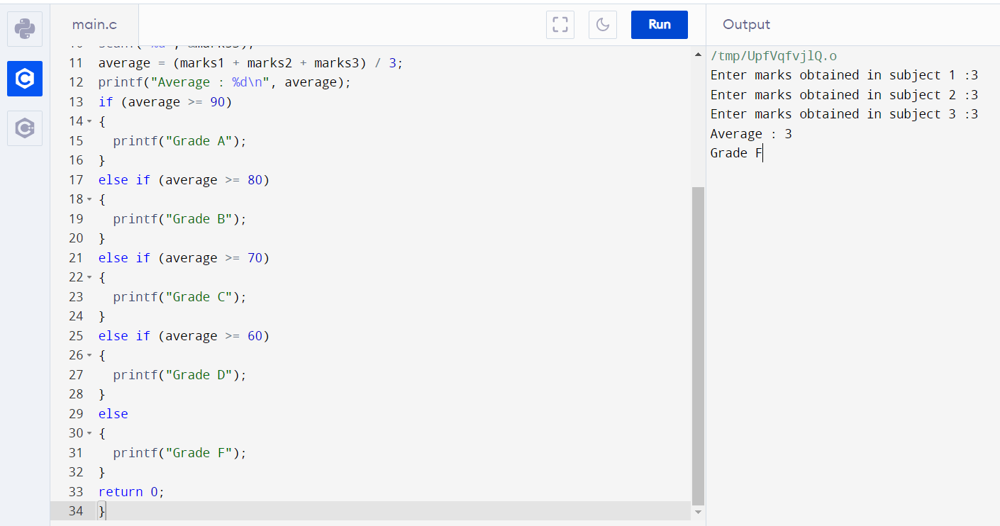 main.c
Run
Output
11 average = (marks1 + marks2 + marks3) / 3;
12 printf("Average : %d\n", average);
13 if (average >= 90)
14 {
15 printf("Grade A");
16 }
17 else if (average >= 80)
18 {
19 printf("Grade B");
20 }
21 else if (average >= 70)
22 {
23 printf("Grade C");
24 }
25 else if (average >= 60)
26 {
27 printf("Grade D");
28 }
29 else
30 {
31 printf("Grade F");
32 }
33 return 0;
34 }
/tmp/UpfVqfvjlQ.o
Enter marks obtained in subject 1 :3
Enter marks obtained in subject 2 :3
Enter marks obtained in subject 3 :3
Average : 3
Grade F